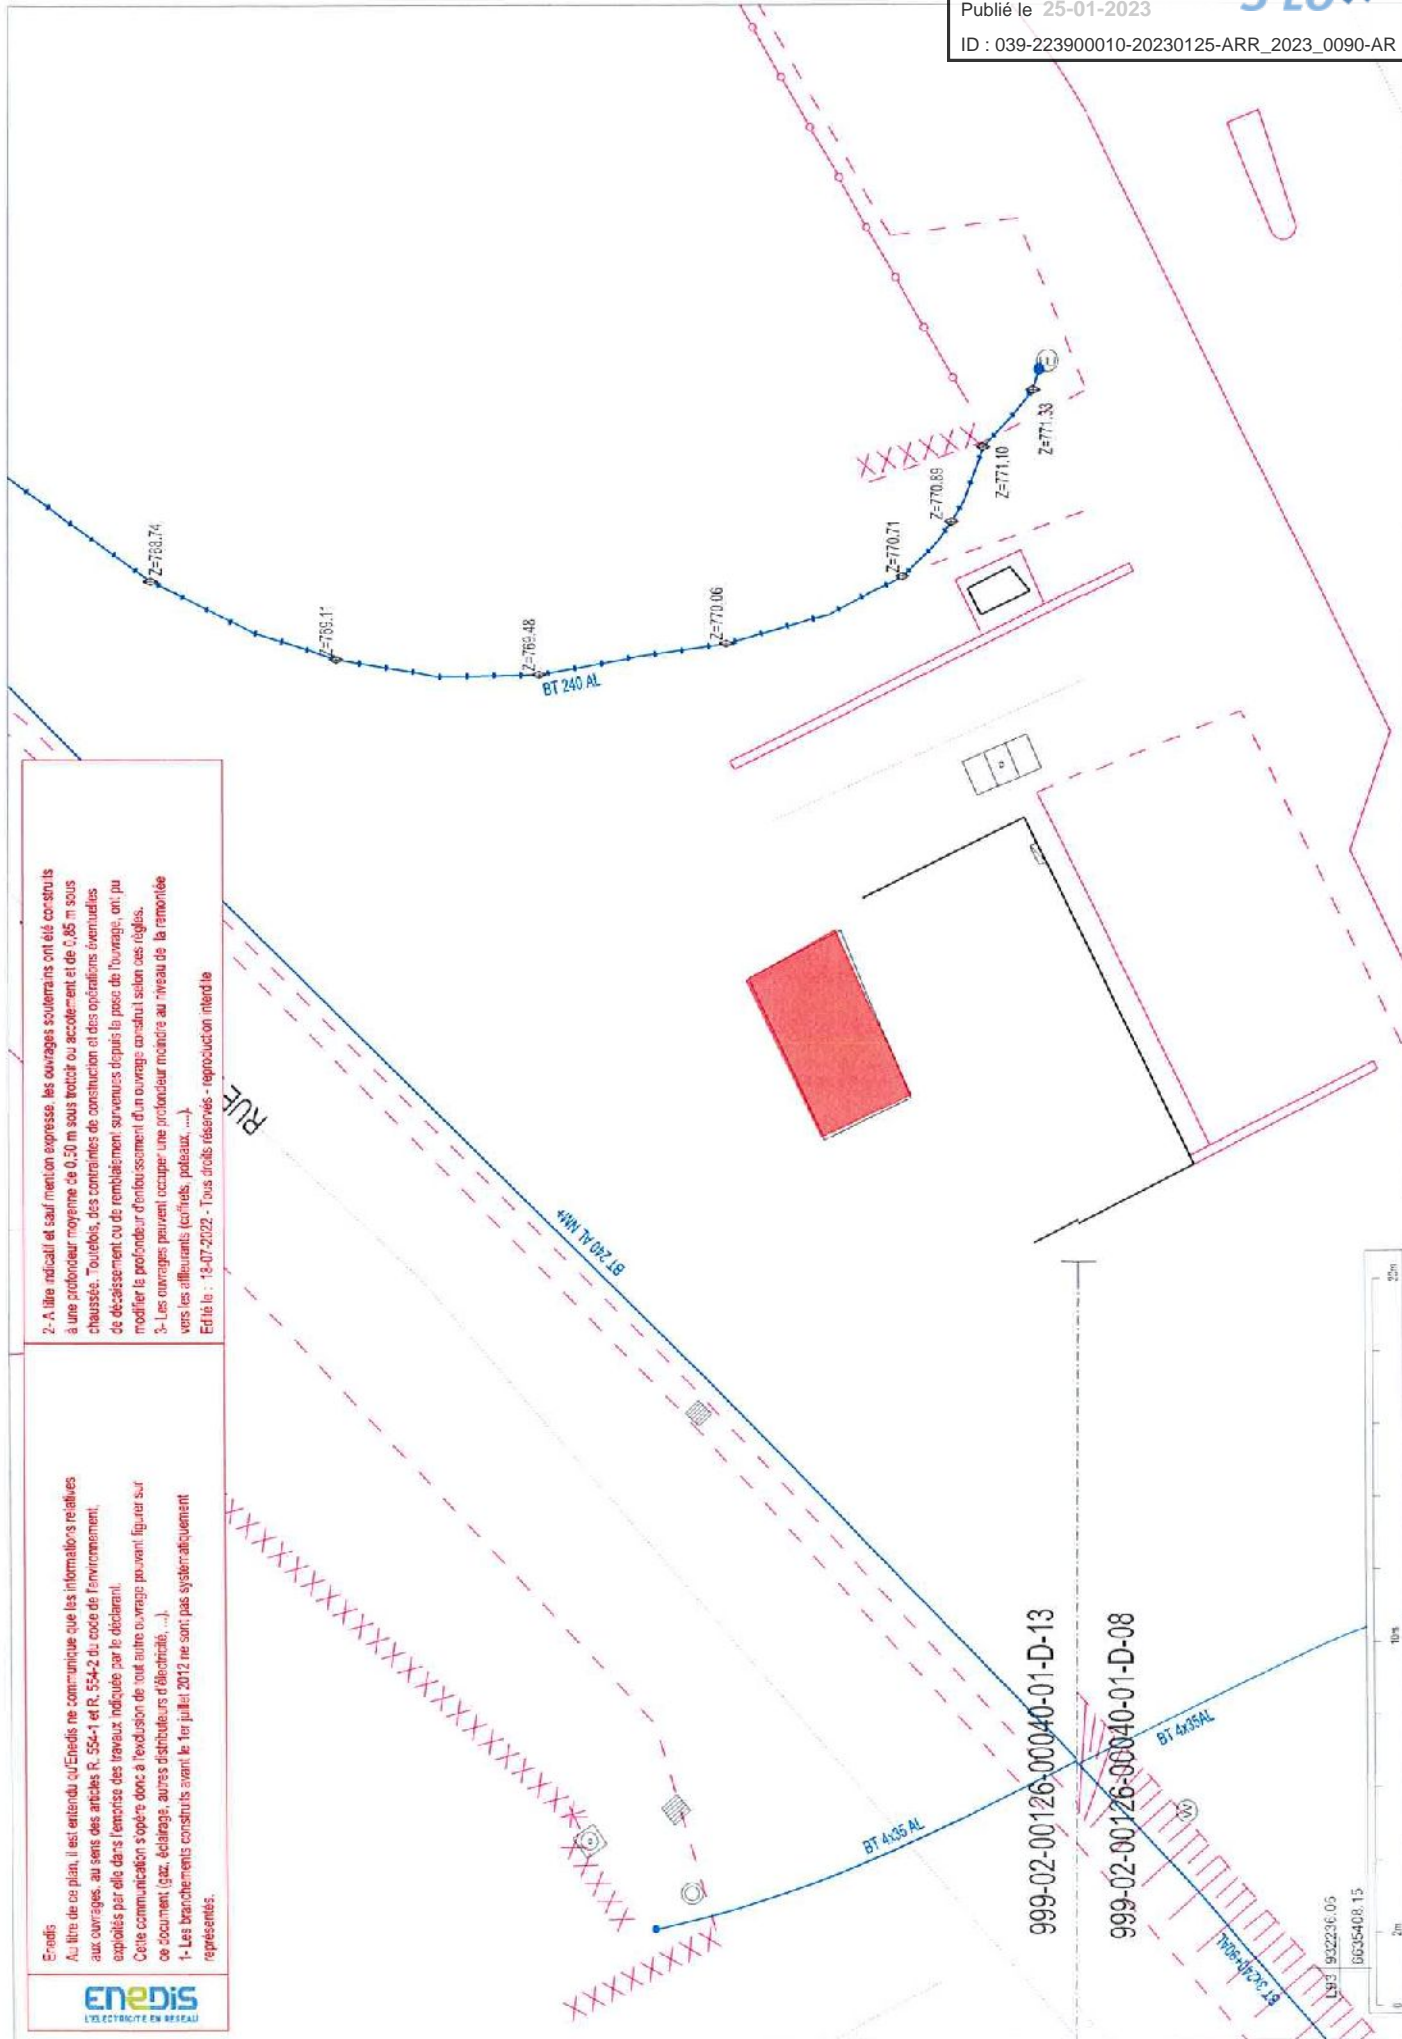 Publié le 25-01-2023
ID : 039-223900010-20230125-ARR_2023_0090-AR
Enedis
Au titre de ce plan, il est entendu qu'Enedis ne communique que les informations relatives
aux ouvrages, au sens des articles R. 554-1 et R. 554-2 du code de l'environnement,
exploités par elle dans l'emprise des travaux indiquée par le déclarant.
Cette communication s'opère donc à l'exclusion de tout autre ouvrage pouvant figurer sur
ce document (gaz, éclairage, autres distributeurs d'électricité, ...).
1- Les branchements construits avant le 1er juillet 2012 ne sont pas systématiquement
représentés.
ENEDIS
L'ELECTRICITE EN RESEAU
2- A titre indicatif et sauf mention expresse, les ouvrages souterrains ont été construits
à une profondeur moyenne de 0,50 m sous trottoir ou accotement et de 0,85 m sous
chaussée. Toutefois, des contraintes de construction et des opérations éventuelles
de décaissement ou de remblaiement survenues depuis la pose de l'ouvrage, ont pu
modifier la profondeur d'enfouissement d'un ouvrage construit selon ces règles.
3- Les ouvrages peuvent occuper une profondeur moindre au niveau de la remontée
vers les affleurants (coffrets, poteaux, ....).
Edité le : 18-07-2022 - Tous droits réservés - reproduction interdite
RUE
Z=768.74
Z=769.11
Z=769.48
BT 240 AL
Z=770.06
Z=770.71
Z=770.89
Z=771.10
Z=771.33
BT 240 AL NM+
BT 4x35 AL
999-02-00126-00040-01-D-13
999-02-00126-00040-01-D-08
BT 4x35AL
BT 3x240+90AL
L93 932236.05
6635408.15
0
2m
10m
20m